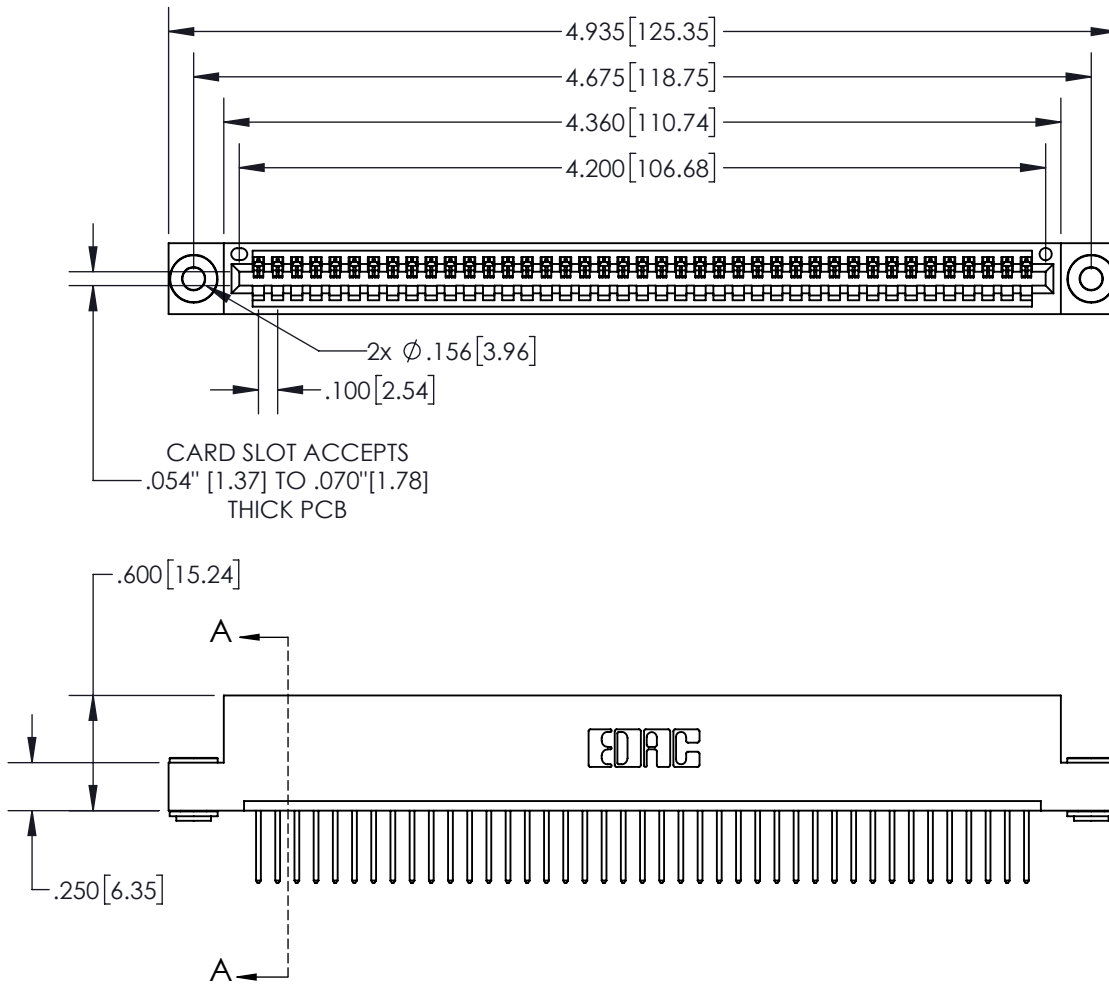 4.935[125.35]
4.675[118.75]
4.360[110.74]
4.200[106.68]
2x Ø.156[3.96]
.100[2.54]
CARD SLOT ACCEPTS
.054" [1.37] TO .070"[1.78]
THICK PCB
.600[15.24]
A
EDAC
.250[6.35]
A